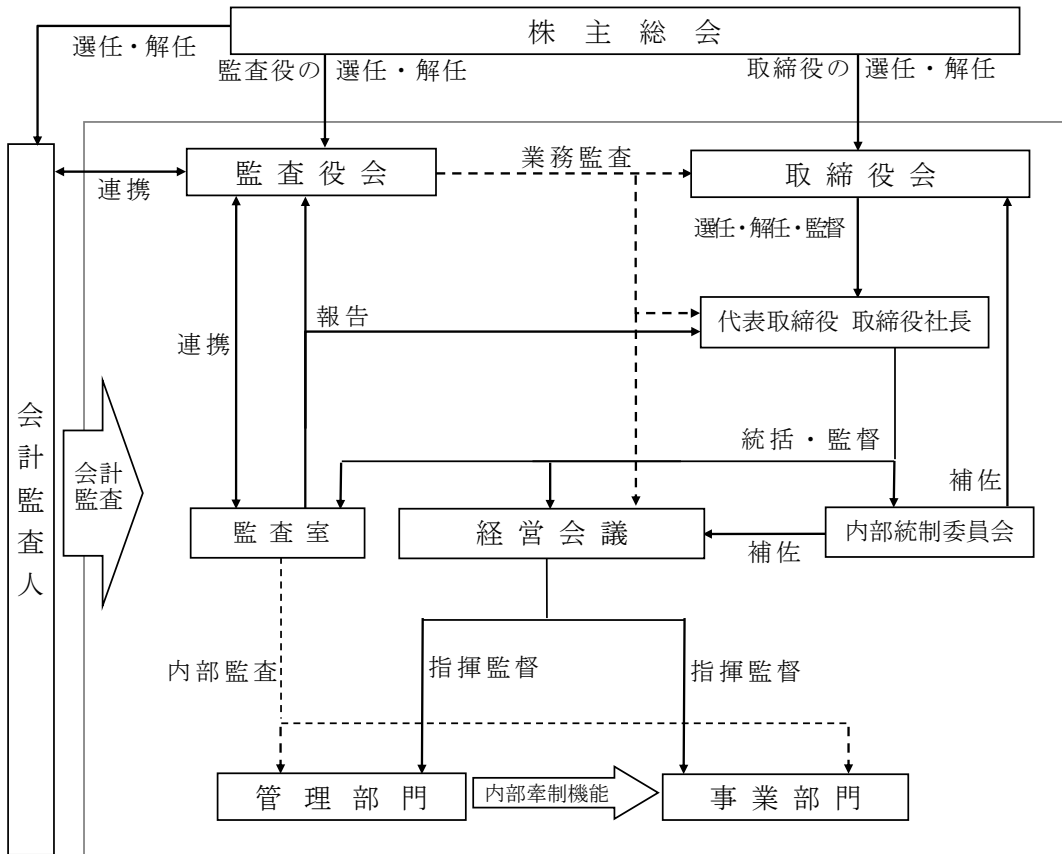 株主総会
選任・解任
監査役の 選任・解任
取締役の 選任・解任
監査役会
業務監査
取締役会
連携
選任・解任・監督
報告
代表取締役 取締役社長
連携
会計監査人
会計
監査
統括・監督
補佐
監査室
経営会議
内部統制委員会
補佐
内部監査
指揮監督
指揮監督
管理部門
内部牽制機能
事業部門